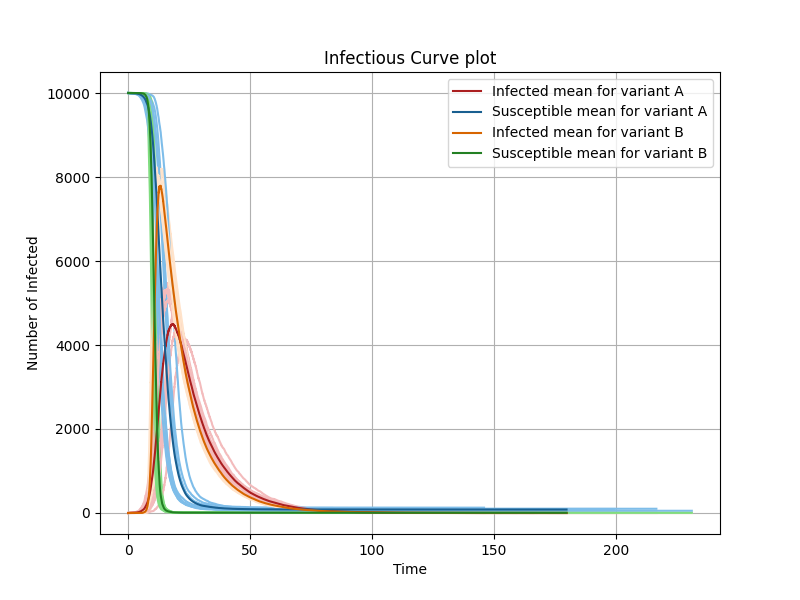 Infectious Curve plot
Infected mean for variant A
Susceptible mean for variant A
Infected mean for variant B
Susceptible mean for variant B
10000
8000
6000
4000
2000
0
Number of Infected
0 50 100 150 200
Time